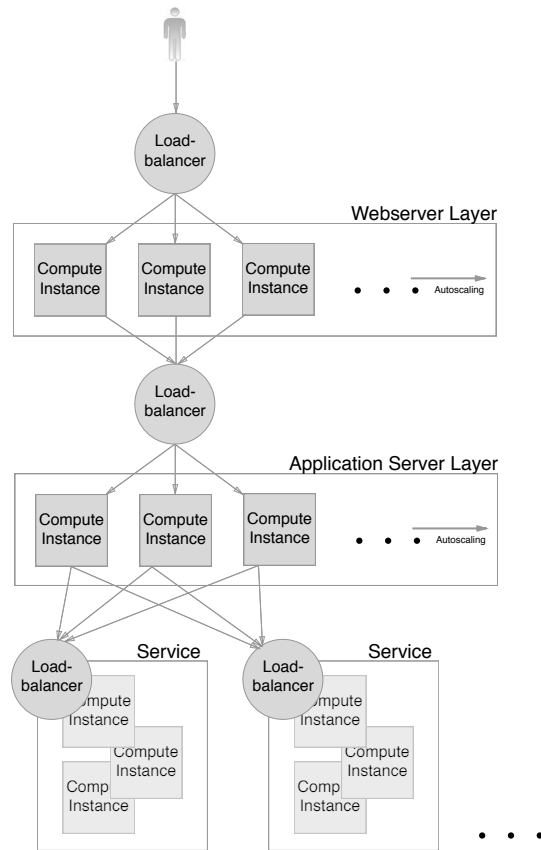 Load-
balancer
Webserver Layer
Compute
Instance
Compute
Instance
Compute
Instance
• • •
Autoscaling
Load-
balancer
Application Server Layer
Compute
Instance
Compute
Instance
Compute
Instance
• • •
Autoscaling
Service
Load-
balancer
Compute
Instance
Compute
Instance
Comp
Instance
Service
Load-
balancer
Compute
Instance
Compute
Instance
Comp
Instance
• • •